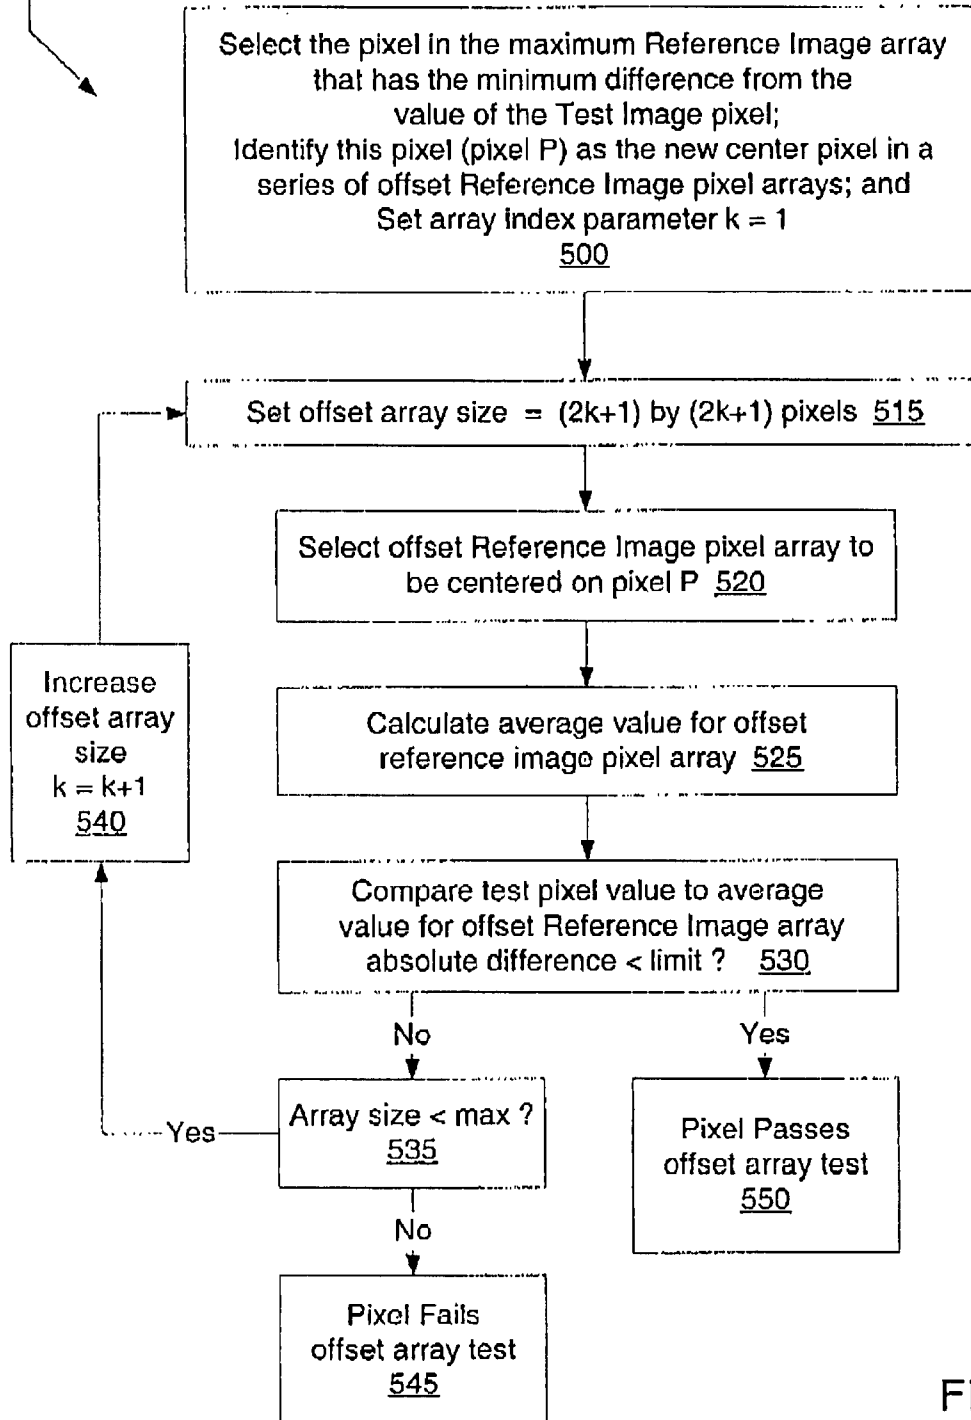 Select the pixel in the maximum Reference Image array
that has the minimum difference from the
value of the Test Image pixel;
Identify this pixel (pixel P) as the new center pixel in a
series of offset Reference Image pixel arrays; and
Set array index parameter k = 1
500
Set offset array size = (2k+1) by (2k+1) pixels 515
Select offset Reference Image pixel array to
be centered on pixel P 520
Increase
offset array
size
k = k+1
540
Calculate average value for offset
reference image pixel array 525
Compare test pixel value to average
value for offset Reference Image array
absolute difference < limit ? 530
No
Yes
Yes
Array size < max ?
535
Pixel Passes
offset array test
550
No
Pixel Fails
offset array test
545